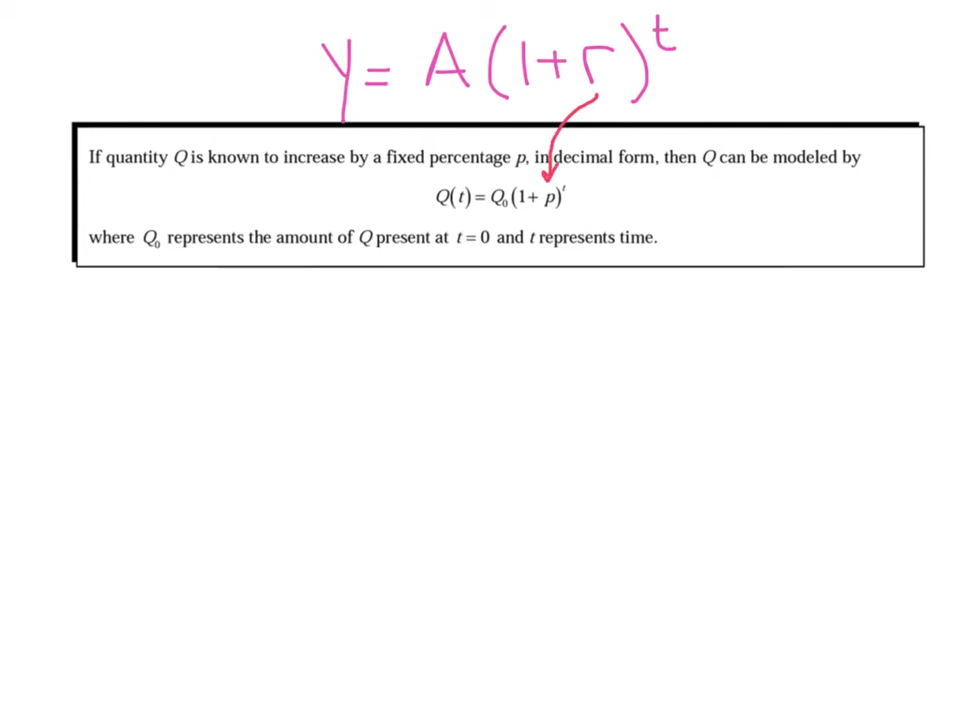 y = A(1+r)^t
If quantity Q is known to increase by a fixed percentage p, in decimal form, then Q can be modeled by
Q(t) = Q₀(1+ p)^t
where Q₀ represents the amount of Q present at t = 0 and t represents time.